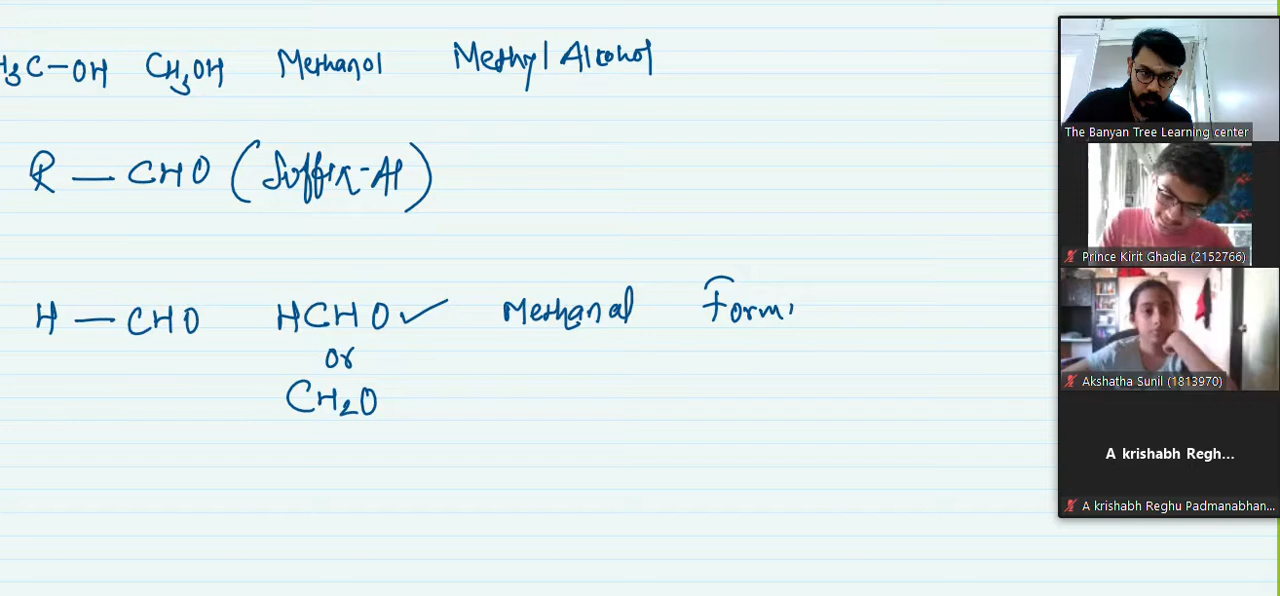 H₃C-OH CH₃OH Methanol Methyl Alcohol
R — CHO (Suffix-Al)
H — CHO HCHO ✓ Methanal Form
or
CH₂O
The Banyan Tree Learning center
Prince Kirit Ghadia (2152766)
Akshatha Sunil (1813970)
A krishabh Regh...
A krishabh Reghu Padmanabhan...